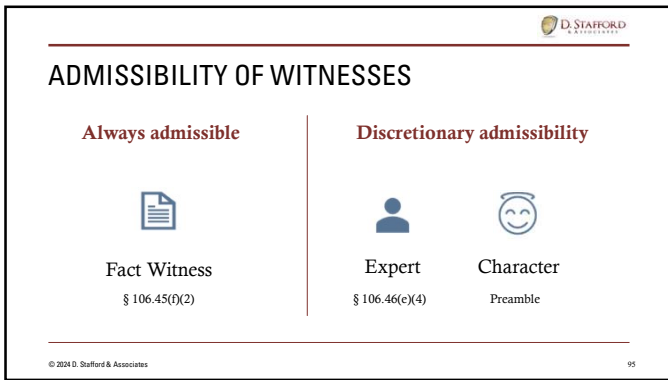 D. STAFFORD
& ASSOCIATES
ADMISSIBILITY OF WITNESSES
Always admissible
Discretionary admissibility
Fact Witness
§ 106.45(f)(2)
Expert
Character
§ 106.46(e)(4)
Preamble
© 2024 D. Stafford & Associates
95